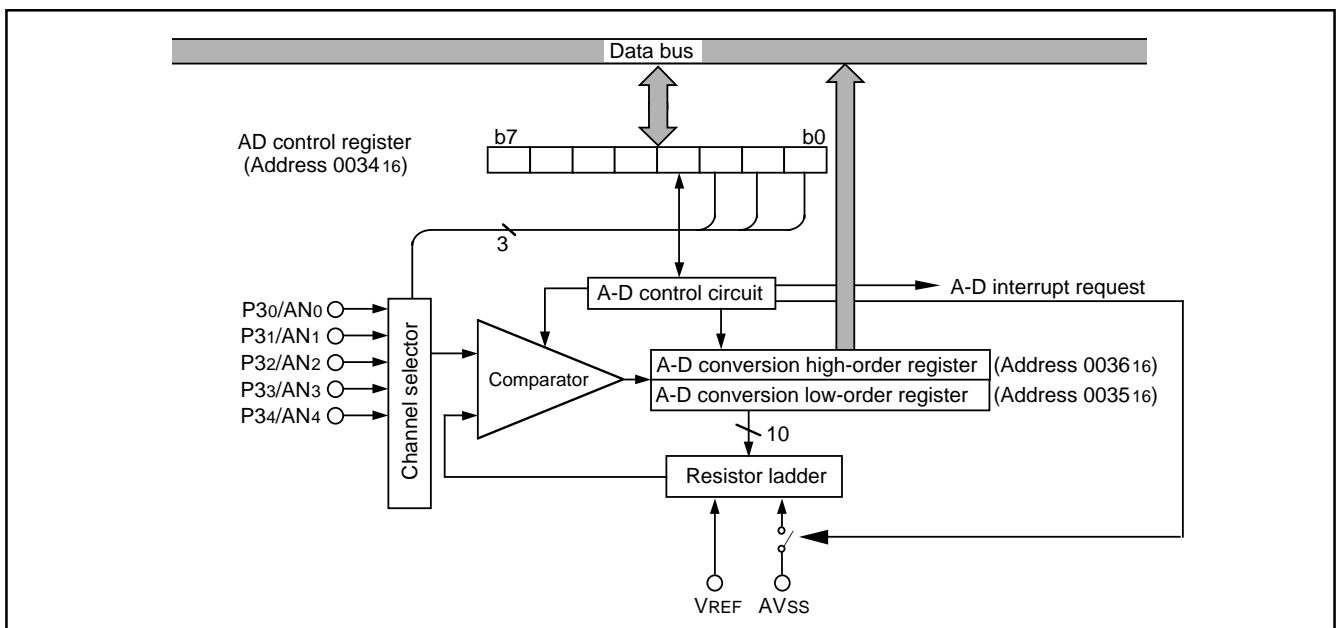 Data bus
AD control register
(Address 0034₁₆)
b7
b0
3
A-D control circuit
A-D interrupt request
P3₀/AN₀
P3₁/AN₁
P3₂/AN₂
P3₃/AN₃
P3₄/AN₄
Channel selector
Comparator
A-D conversion high-order register
(Address 0036₁₆)
A-D conversion low-order register
(Address 0035₁₆)
10
Resistor ladder
VREF
AVSS